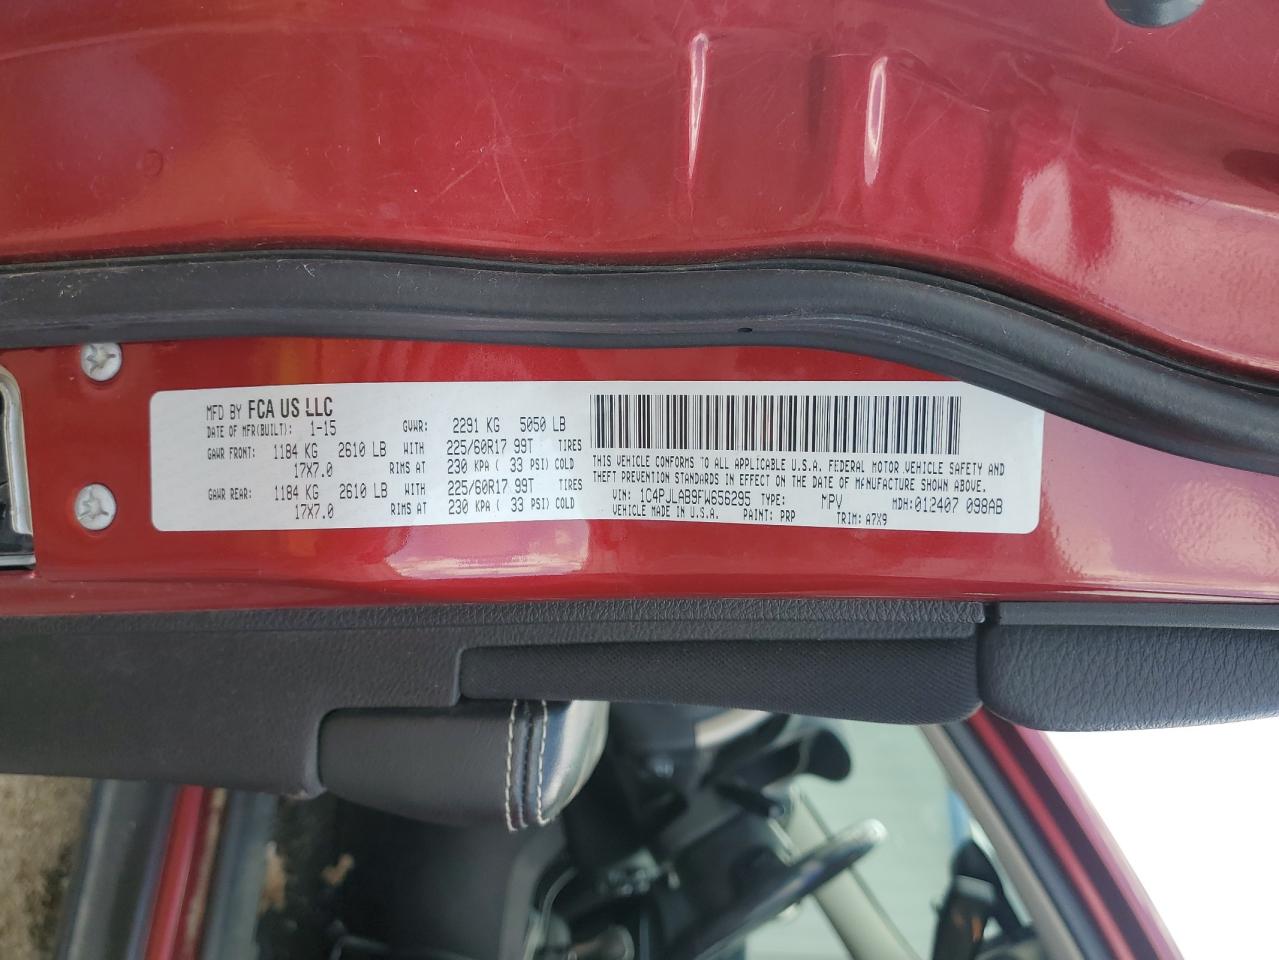 MFD BY FCA US LLC
DATE OF MFR(BUILT): 1-15 GVWR: 2291 KG 5050 LB
GAWR FRONT: 1184 KG 2610 LB WITH 225/60R17 99T TIRES
17X7.0 RIMS AT 230 KPA ( 33 PSI) COLD
GAWR REAR: 1184 KG 2610 LB WITH 225/60R17 99T TIRES
17X7.0 RIMS AT 230 KPA ( 33 PSI) COLD
THIS VEHICLE CONFORMS TO ALL APPLICABLE U.S.A. FEDERAL MOTOR VEHICLE SAFETY AND
THEFT PREVENTION STANDARDS IN EFFECT ON THE DATE OF MANUFACTURE SHOWN ABOVE.
VIN: 1C4PJLAB9FW656295 TYPE: MPV MDH:012407 098AB
VEHICLE MADE IN U.S.A. PAINT: PRP TRIM: A7X9